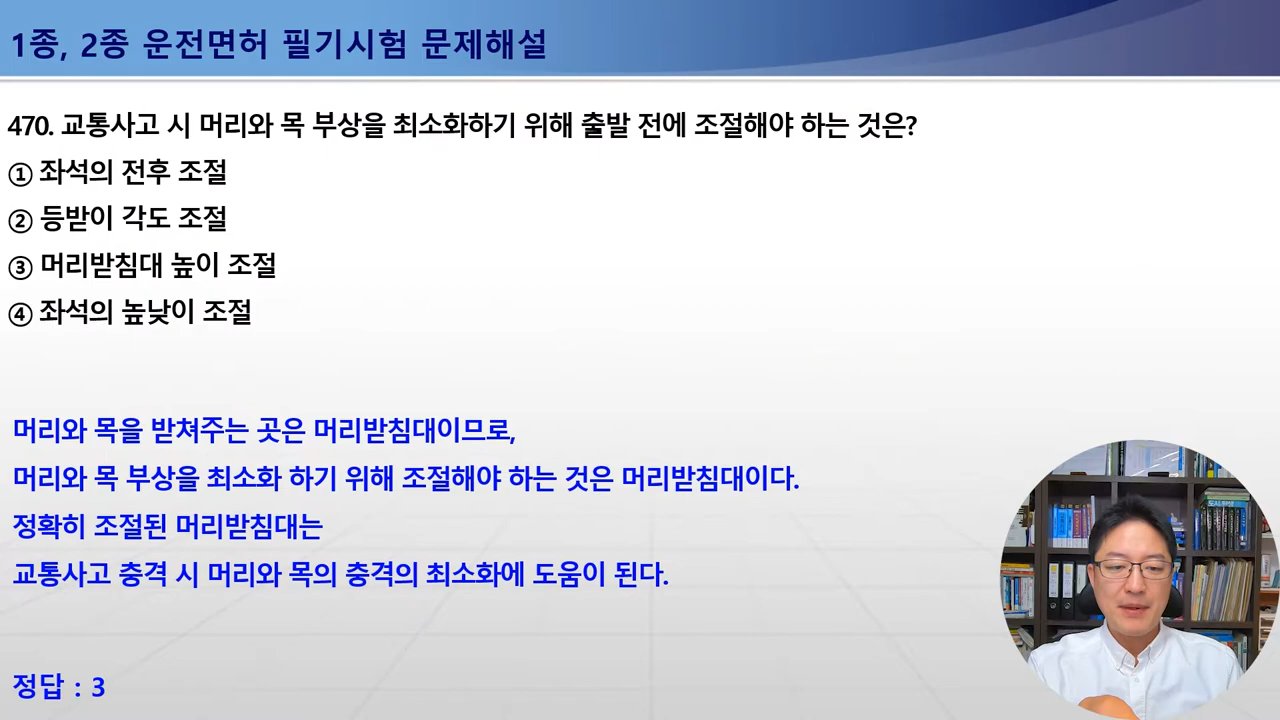 1종, 2종 운전면허 필기시험 문제해설
470. 교통사고 시 머리와 목 부상을 최소화하기 위해 출발 전에 조절해야 하는 것은?
① 좌석의 전후 조절
② 등받이 각도 조절
③ 머리받침대 높이 조절
④ 좌석의 높낮이 조절
머리와 목을 받쳐주는 곳은 머리받침대이므로,
머리와 목 부상을 최소화 하기 위해 조절해야 하는 것은 머리받침대이다.
정확히 조절된 머리받침대는
교통사고 충격 시 머리와 목의 충격의 최소화에 도움이 된다.
정답 : 3